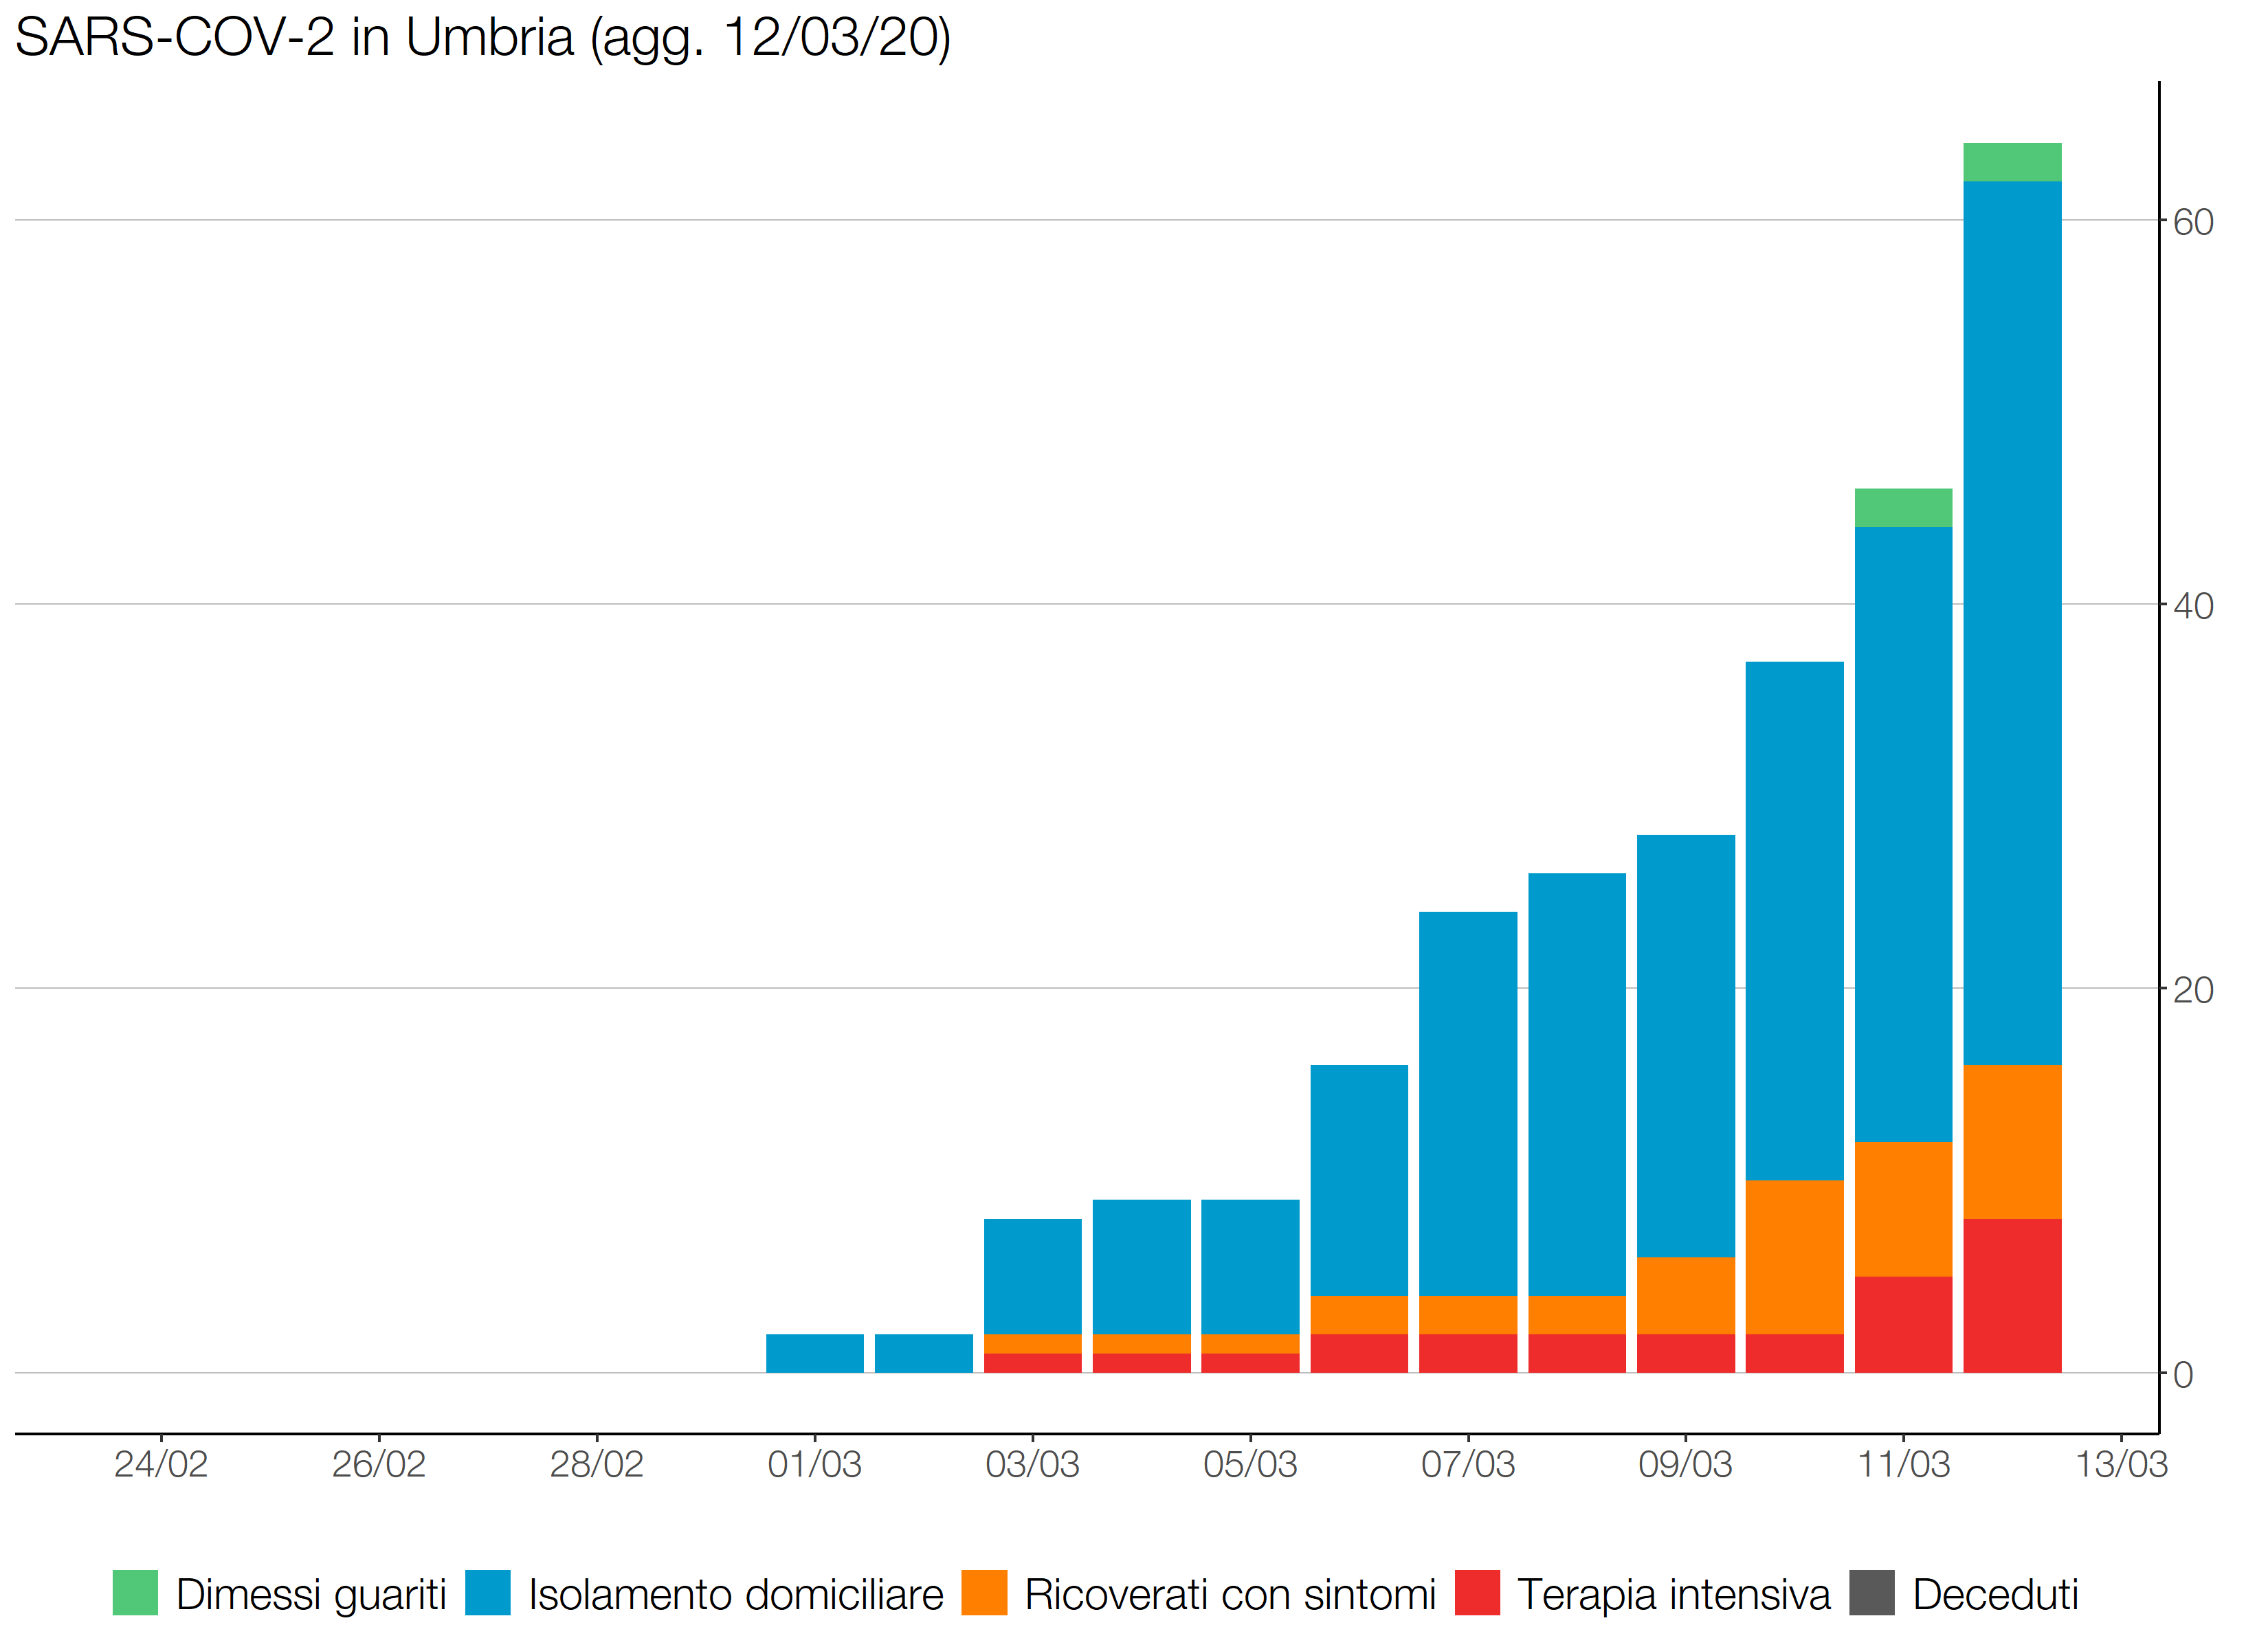 SARS-COV-2 in Umbria (agg. 12/03/20)
60
40
20
0
24/02 26/02 28/02 01/03 03/03 05/03 07/03 09/03 11/03 13/03
Dimessi guariti Isolamento domiciliare Ricoverati con sintomi Terapia intensiva Deceduti